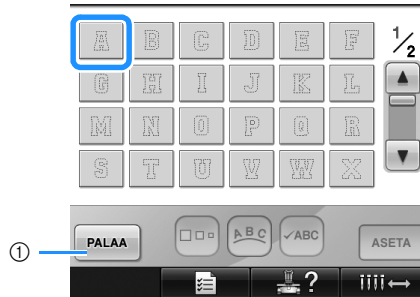 A B C D E F 1/2
G H I J K L
M N O P Q R
S T U V W X
① PALAA ABC ✓ABC ASETA
?